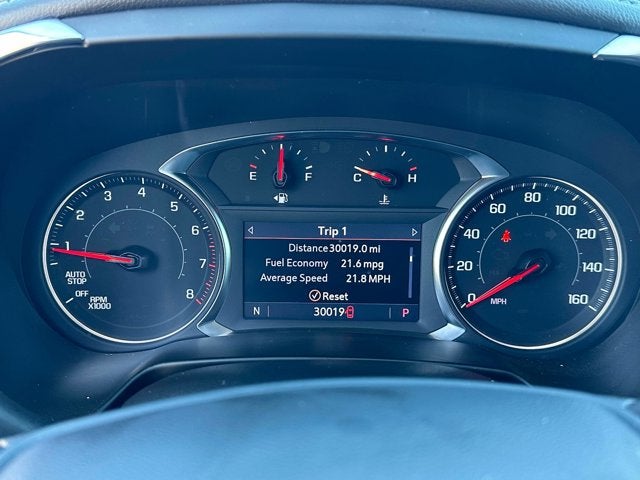 E F
C H
1 2 3 4 5 6 7 8
AUTO
STOP
OFF
RPM
X1000
Trip 1
Distance 30019.0 mi
Fuel Economy 21.6 mpg
Average Speed 21.8 MPH
Reset
N 30019 P
0 20 40 60 80 100 120 140 160
MPH